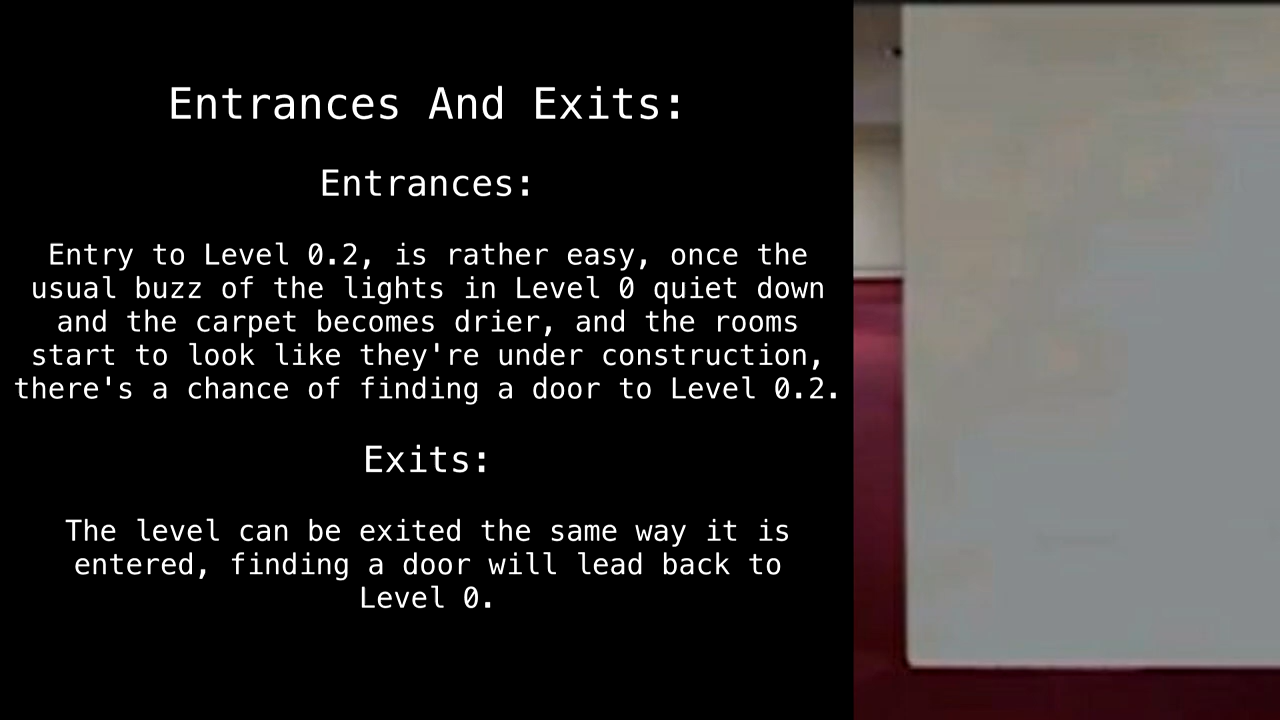 Entrances And Exits:
Entrances:
Entry to Level 0.2, is rather easy, once the
usual buzz of the lights in Level 0 quiet down
and the carpet becomes drier, and the rooms
start to look like they're under construction,
there's a chance of finding a door to Level 0.2.
Exits:
The level can be exited the same way it is
entered, finding a door will lead back to
Level 0.